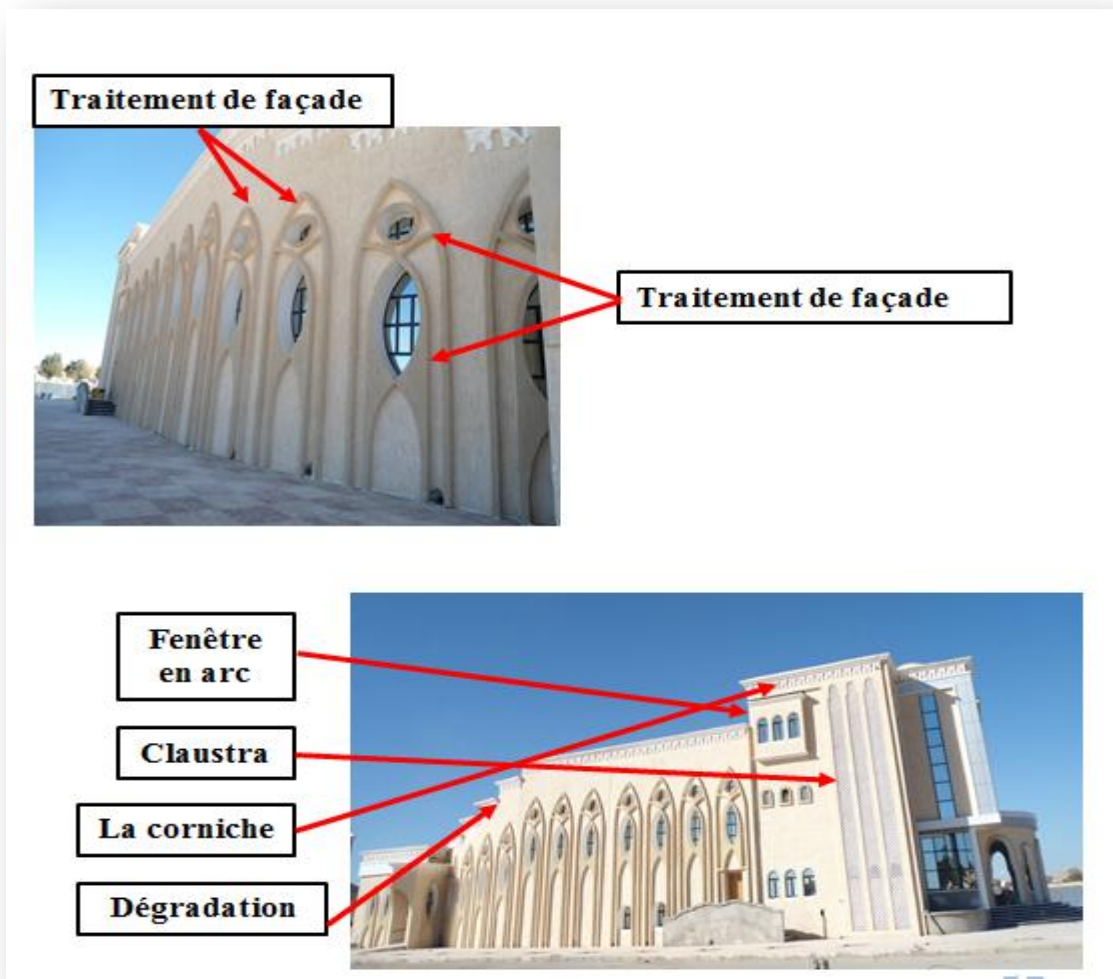 Traitement de façade
Traitement de façade
Fenêtre
en arc
Claustra
La corniche
Dégradation